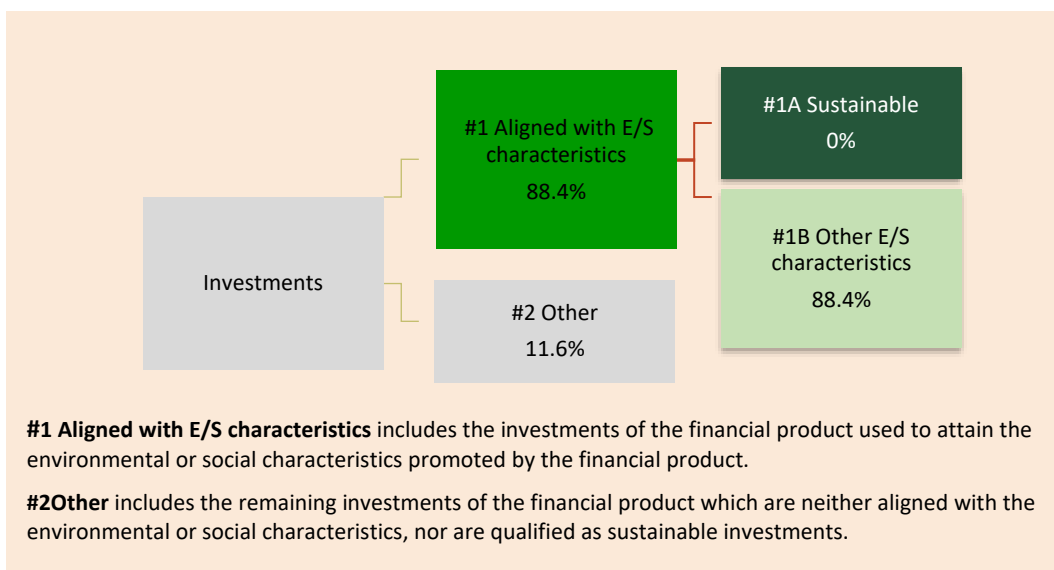 #1A Sustainable
0%
#1 Aligned with E/S
characteristics
88.4%
#1B Other E/S
characteristics
88.4%
Investments
#2 Other
11.6%
#1 Aligned with E/S characteristics includes the investments of the financial product used to attain the
environmental or social characteristics promoted by the financial product.
#2Other includes the remaining investments of the financial product which are neither aligned with the
environmental or social characteristics, nor are qualified as sustainable investments.